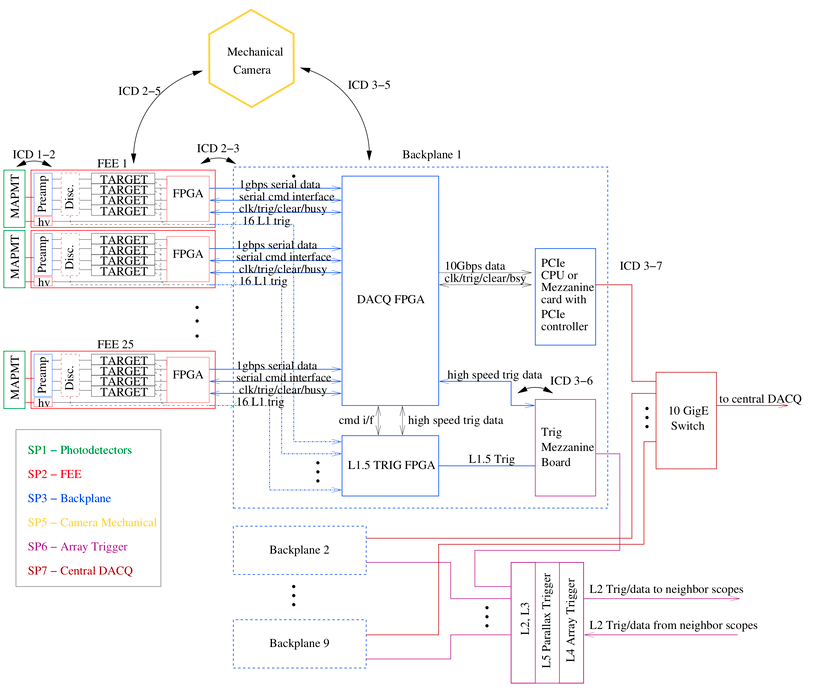 Mechanical
Camera
ICD 2–5
ICD 3–5
ICD 1–2
FEE 1
ICD 2–3
Backplane 1
MAPMT
Preamp
hv
Disc.
TARGET
TARGET
TARGET
TARGET
FPGA
1gbps serial data
serial cmd interface
clk/trig/clear/busy
16 L1 trig
MAPMT
Preamp
hv
Disc.
TARGET
TARGET
TARGET
TARGET
FPGA
1gbps serial data
serial cmd interface
clk/trig/clear/busy
16 L1 trig
FEE 25
MAPMT
Preamp
hv
Disc.
TARGET
TARGET
TARGET
TARGET
FPGA
1gbps serial data
serial cmd interface
clk/trig/clear/busy
16 L1 trig
DACQ FPGA
10Gbps data
clk/trig/clear/bsy
PCIe
CPU or
Mezzanine
card with
PCIe
controller
ICD 3–7
high speed trig data
ICD 3–6
cmd i/f
high speed trig data
L1.5 TRIG FPGA
L1.5 Trig
Trig
Mezzanine
Board
10 GigE
Switch
to central DACQ
SP1 – Photodetectors
SP2 – FEE
SP3 – Backplane
SP5 – Camera Mechanical
SP6 – Array Trigger
SP7 – Central DACQ
Backplane 2
Backplane 9
L2, L3
L5 Parallax Trigger
L4 Array Trigger
L2 Trig/data to neighbor scopes
L2 Trig/data from neighbor scopes